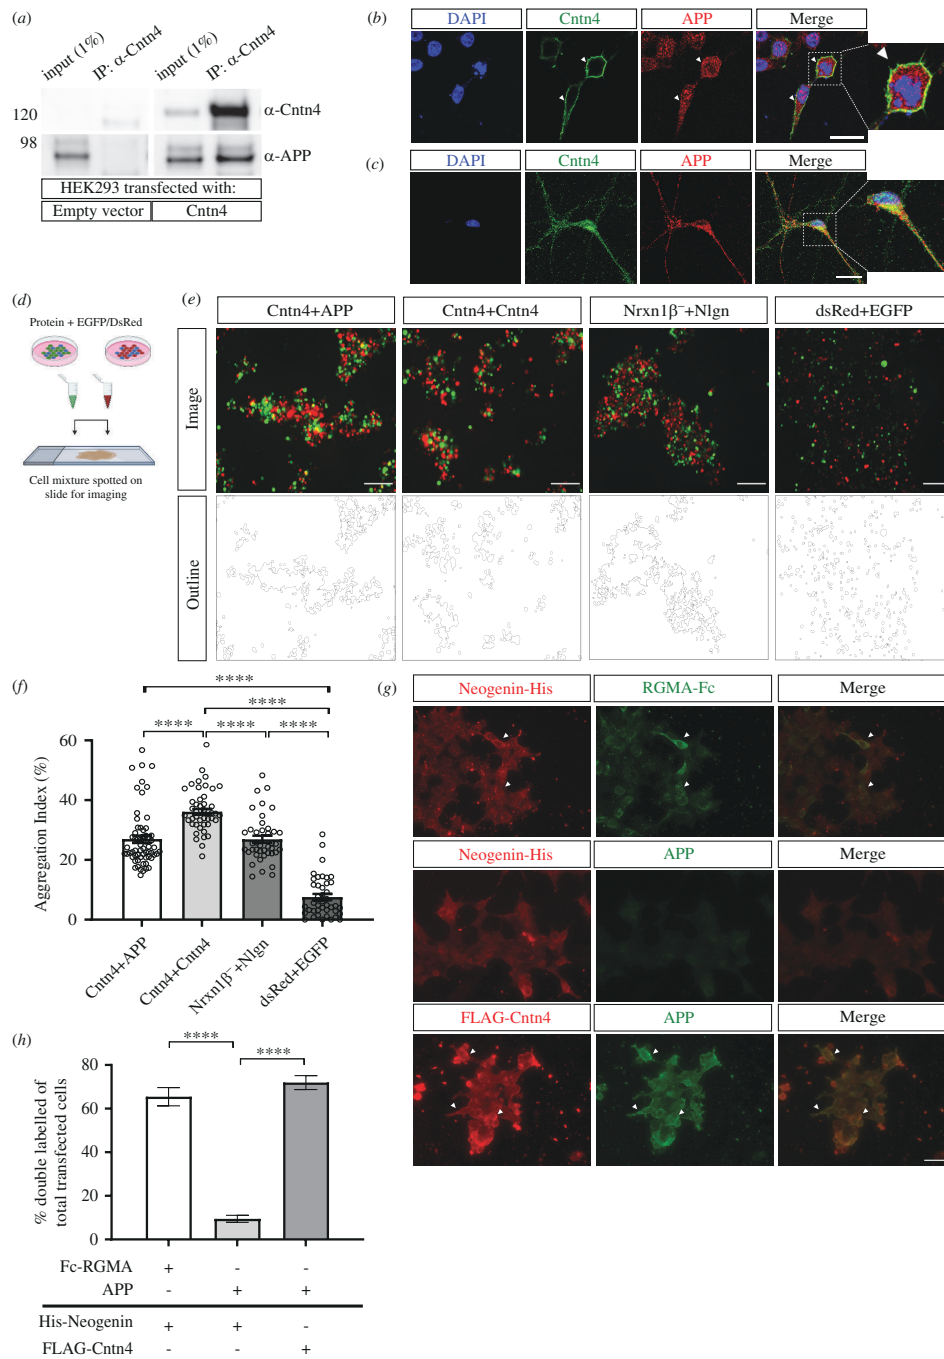 (a)
input (1%)
IP: α-Cntn4
input (1%)
IP: α-Cntn4
120
α-Cntn4
98
α-APP
HEK293 transfected with:
Empty vector
Cntn4
(b)
DAPI
Cntn4
APP
Merge
(c)
DAPI
Cntn4
APP
Merge
(d)
Protein + EGFP/DsRed
Cell mixture spotted on
slide for imaging
(e)
Cntn4+APP
Cntn4+Cntn4
Nrxn1β⁻+Nlgn
dsRed+EGFP
Image
Outline
(f)
****
****
**** **** ****
Aggregation Index (%)
60
40
20
0
Cntn4+APP
Cntn4+Cntn4
Nrxn1β⁻+Nlgn
dsRed+EGFP
(g)
Neogenin-His
RGMA-Fc
Merge
Neogenin-His
APP
Merge
FLAG-Cntn4
APP
Merge
(h)
**** ****
% double labelled of
total transfected cells
80
60
40
20
0
Fc-RGMA + - -
APP - + +
His-Neogenin + + -
FLAG-Cntn4 - - +